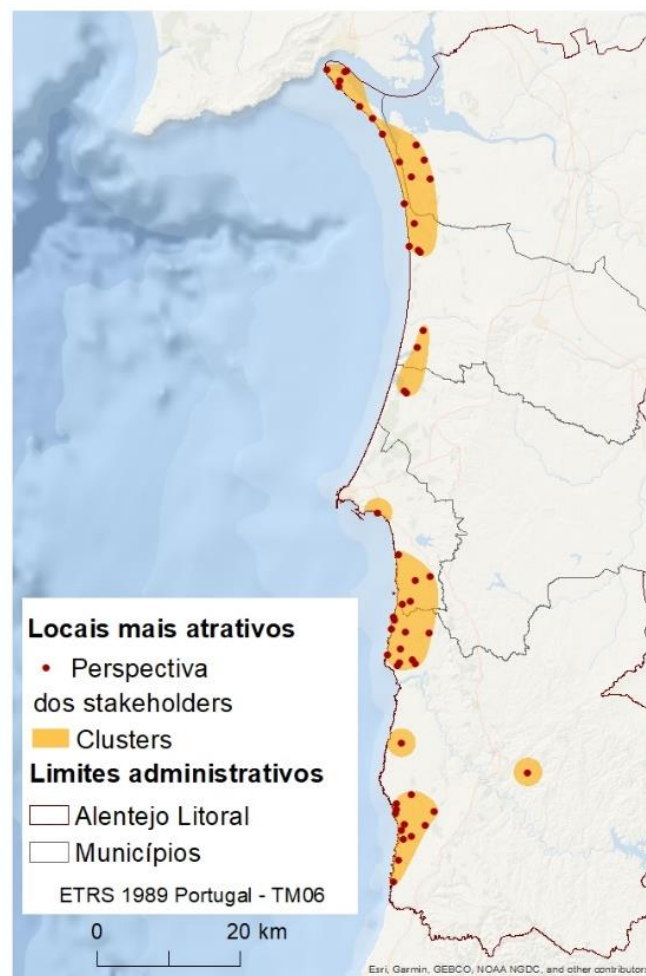 Locais mais atrativos
Perspectiva
dos stakeholders
Clusters
Limites administrativos
Alentejo Litoral
Municípios
ETRS 1989 Portugal - TM06
0 20 km
Esri, Garmin, GEBCO, NOAA NGDC, and other contributors